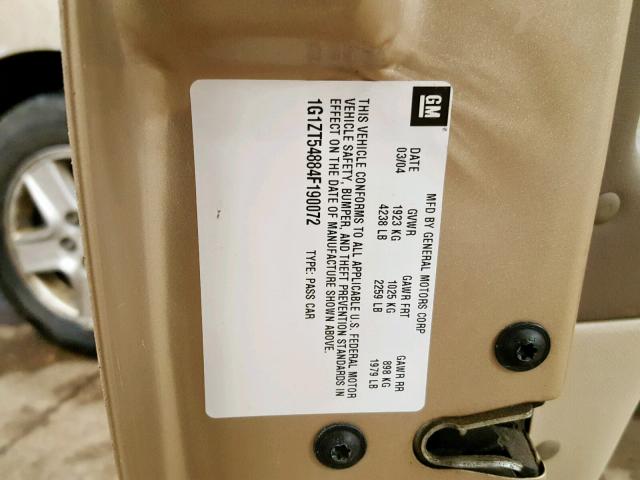 GM
MFD BY GENERAL MOTORS CORP
DATE GVWR GAWR FRT GAWR RR
03/04 1923 KG 1025 KG 898 KG
4238 LB 2259 LB 1979 LB
THIS VEHICLE CONFORMS TO ALL APPLICABLE U.S. FEDERAL MOTOR
VEHICLE SAFETY, BUMPER, AND THEFT PREVENTION STANDARDS IN
EFFECT ON THE DATE OF MANUFACTURE SHOWN ABOVE.
1G1ZT54884F190072 TYPE: PASS CAR